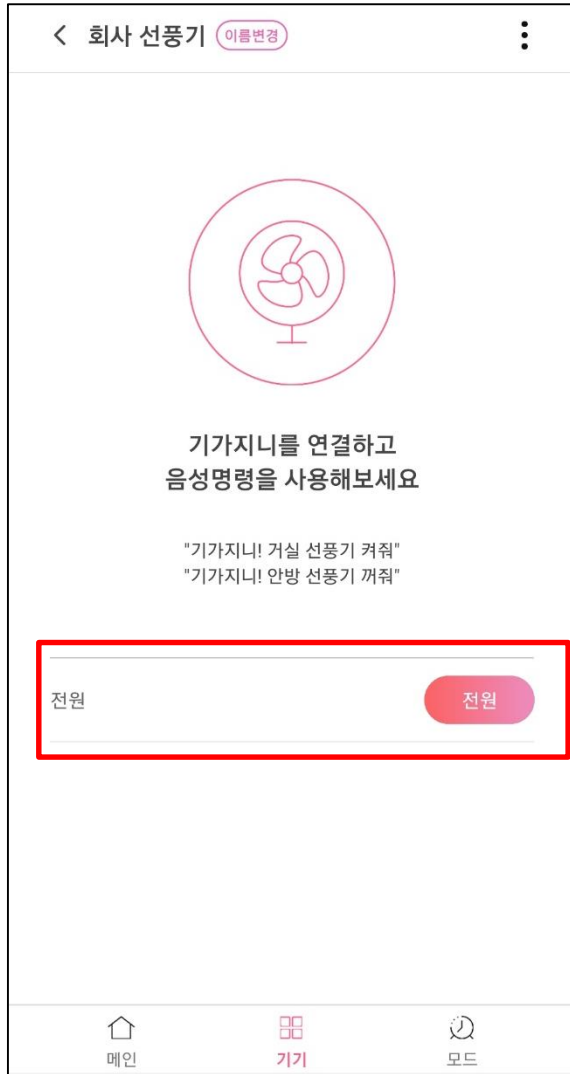 회사 선풍기 이름변경
기가지니를 연결하고
음성명령을 사용해보세요
"기가지니! 거실 선풍기 켜줘"
"기가지니! 안방 선풍기 꺼줘"
전원 전원
메인 기기 모드